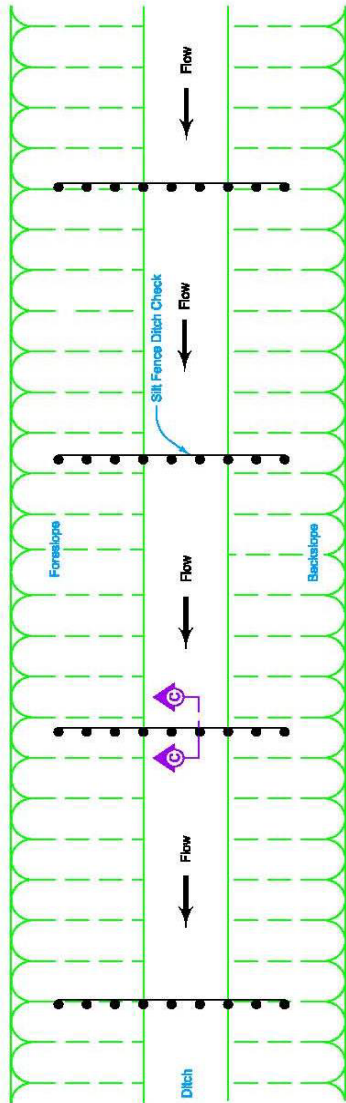 Foreslope
Silt Fence Ditch Check
C C
Ditch
Flow
Flow
Flow
Flow
Backslope